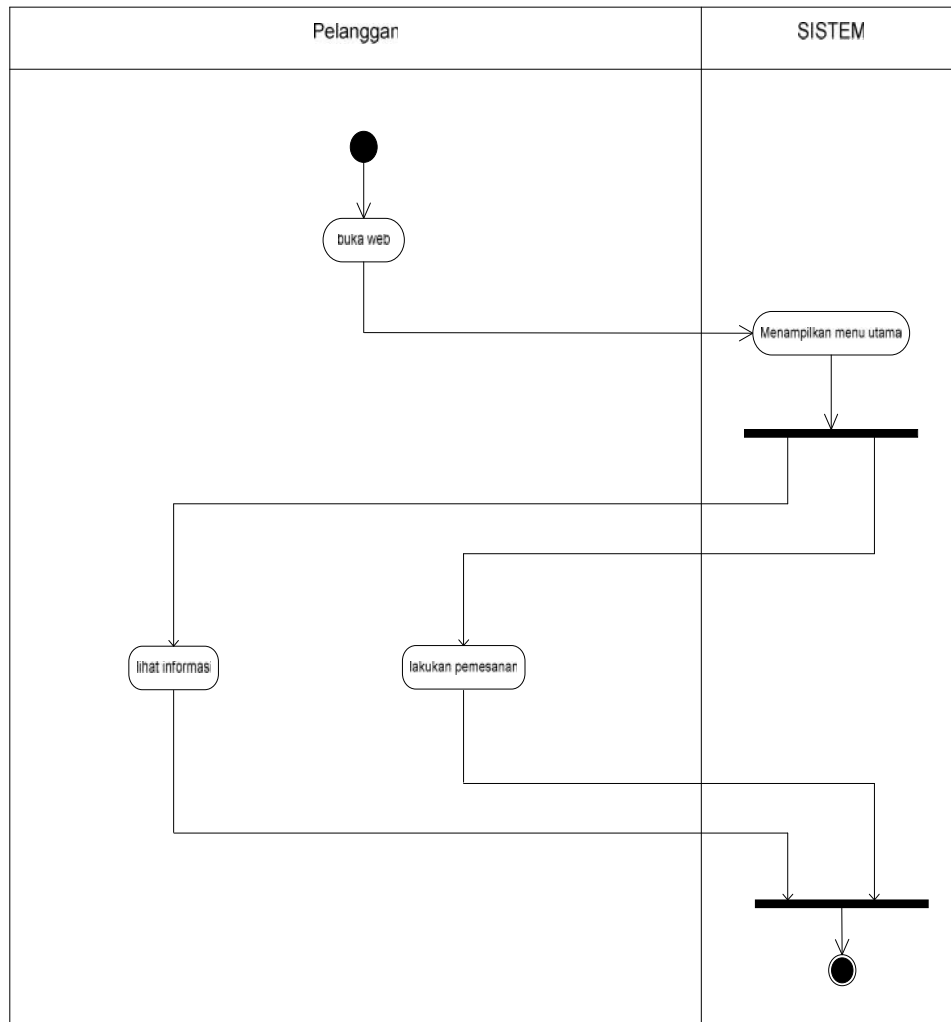 Pelanggan
SISTEM
buka web
Menampilkan menu utama
lihat informasi
lakukan pemesanan